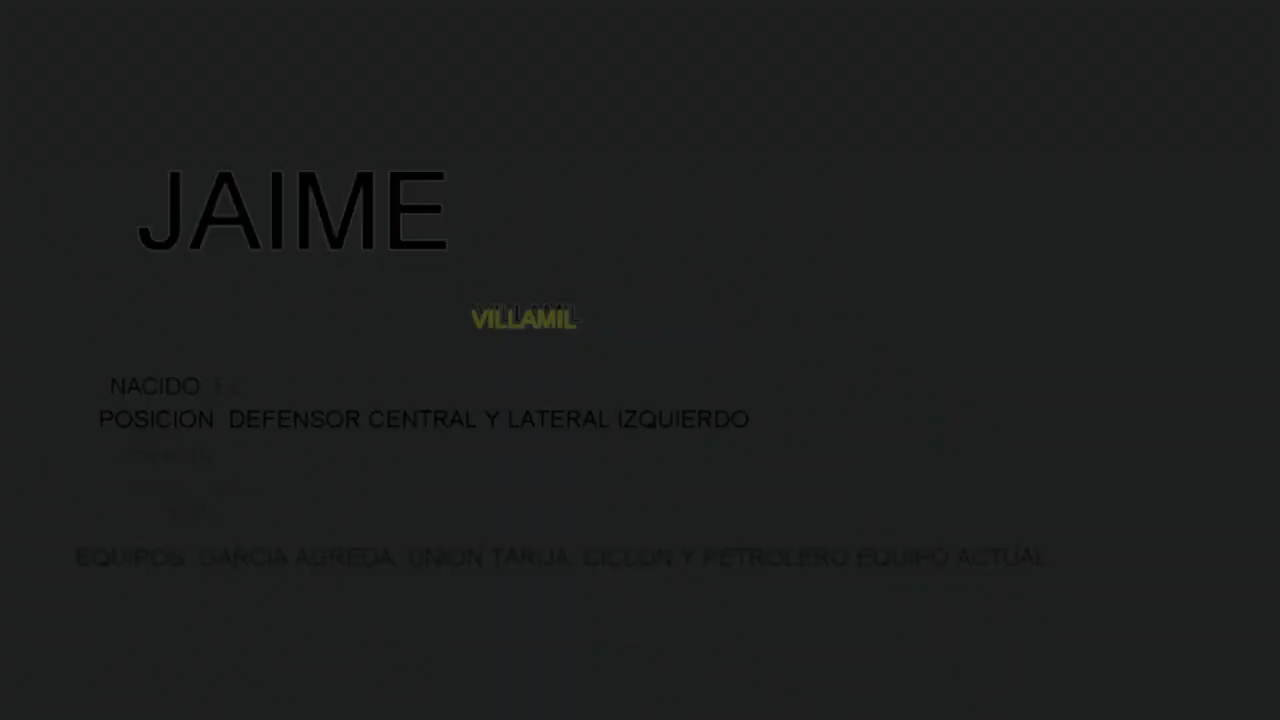 JAIME
VILLAMIL
NACIDO
POSICION DEFENSOR CENTRAL Y LATERAL IZQUIERDO
EQUIPOS GARCIA AGREDA, UNION TARIJA, CICLON Y PETROLERO EQUIPO ACTUAL